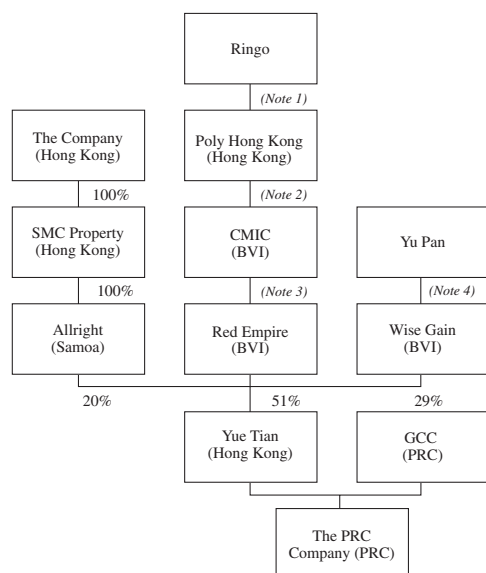 Ringo
(Note 1)
The Company
(Hong Kong)
Poly Hong Kong
(Hong Kong)
100%
(Note 2)
SMC Property
(Hong Kong)
CMIC
(BVI)
Yu Pan
100%
(Note 3)
(Note 4)
Allright
(Samoa)
Red Empire
(BVI)
Wise Gain
(BVI)
20%
51%
29%
Yue Tian
(Hong Kong)
GCC
(PRC)
The PRC
Company (PRC)